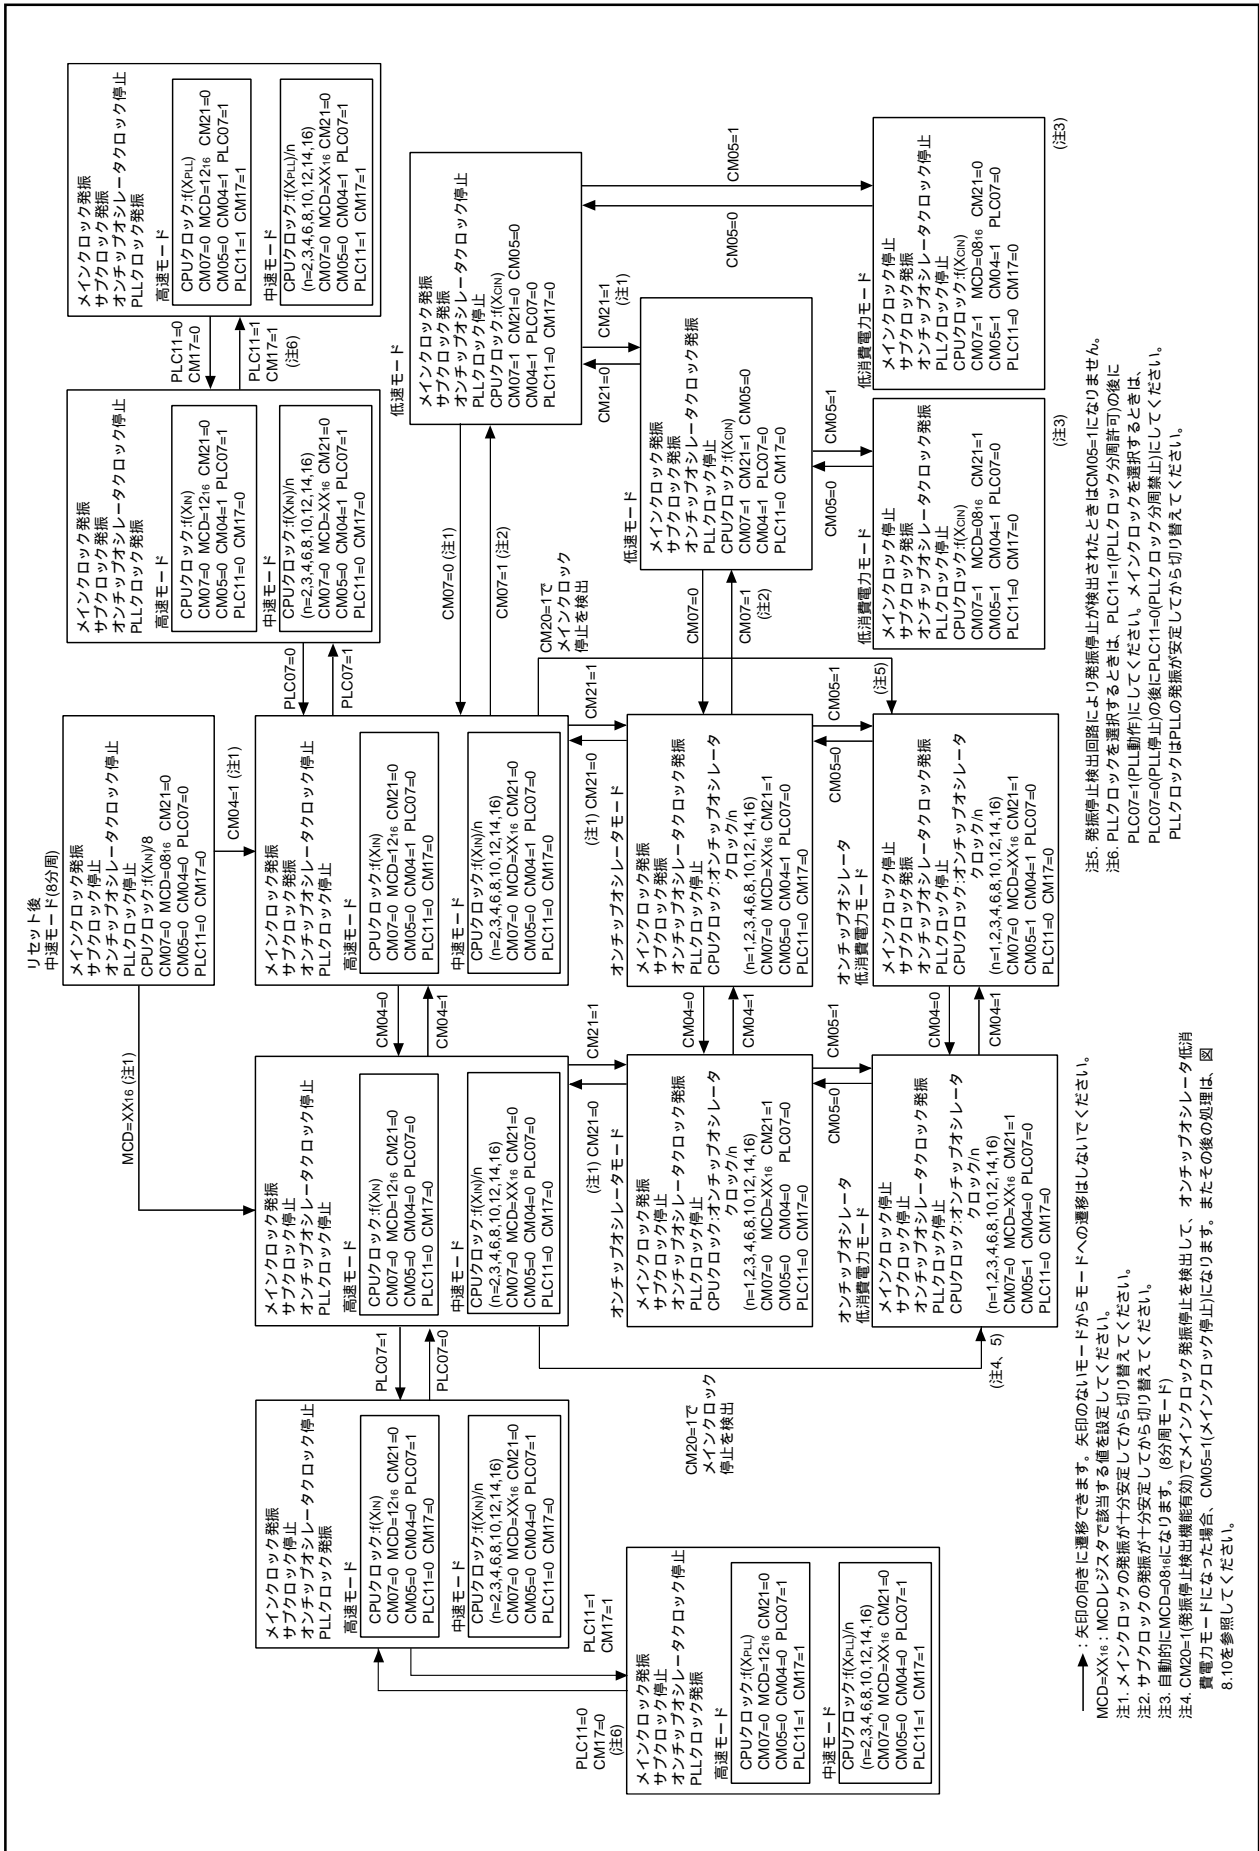 リセット後
中速モード(8分周)
メインクロック発振
サブクロック停止
オンチップオシレータクロック停止
PLLクロック停止
CPUクロック:f(XIN)/8
CM07=0 MCD=0816 CM21=0
CM05=0 CM04=0 PLC07=0
PLC11=0 CM17=0
MCD=XX16 (注1)
CM04=1 (注1)
メインクロック発振
サブクロック停止
オンチップオシレータクロック停止
PLLクロック発振
高速モード
CPUクロック:f(XIN)
CM07=0 MCD=1216 CM21=0
CM05=0 CM04=0 PLC07=1
PLC11=0 CM17=0
中速モード
CPUクロック:f(XIN)/n
(n=2,3,4,6,8,10,12,14,16)
CM07=0 MCD=XX16 CM21=0
CM05=0 CM04=0 PLC07=1
PLC11=0 CM17=0
PLC07=1
PLC07=0
メインクロック発振
サブクロック停止
オンチップオシレータクロック停止
PLLクロック停止
高速モード
CPUクロック:f(XIN)
CM07=0 MCD=1216 CM21=0
CM05=0 CM04=0 PLC07=0
PLC11=0 CM17=0
中速モード
CPUクロック:f(XIN)/n
(n=2,3,4,6,8,10,12,14,16)
CM07=0 MCD=XX16 CM21=0
CM05=0 CM04=0 PLC07=0
PLC11=0 CM17=0
CM04=0
CM04=1
メインクロック発振
サブクロック発振
オンチップオシレータクロック停止
PLLクロック停止
高速モード
CPUクロック:f(XIN)
CM07=0 MCD=1216 CM21=0
CM05=0 CM04=1 PLC07=0
PLC11=0 CM17=0
中速モード
CPUクロック:f(XIN)/n
(n=2,3,4,6,8,10,12,14,16)
CM07=0 MCD=XX16 CM21=0
CM05=0 CM04=1 PLC07=0
PLC11=0 CM17=0
PLC07=0
PLC07=1
メインクロック発振
サブクロック発振
オンチップオシレータクロック停止
PLLクロック発振
高速モード
CPUクロック:f(XIN)
CM07=0 MCD=1216 CM21=0
CM05=0 CM04=1 PLC07=1
PLC11=0 CM17=0
中速モード
CPUクロック:f(XIN)/n
(n=2,3,4,6,8,10,12,14,16)
CM07=0 MCD=XX16 CM21=0
CM05=0 CM04=1 PLC07=1
PLC11=0 CM17=0
PLC11=0
CM17=0
PLC11=1
CM17=1
(注6)
メインクロック発振
サブクロック発振
オンチップオシレータクロック停止
PLLクロック発振
高速モード
CPUクロック:f(XPLL)
CM07=0 MCD=1216 CM21=0
CM05=0 CM04=1 PLC07=1
PLC11=1 CM17=1
中速モード
CPUクロック:f(XPLL)/n
(n=2,3,4,6,8,10,12,14,16)
CM07=0 MCD=XX16 CM21=0
CM05=0 CM04=1 PLC07=1
PLC11=1 CM17=1
PLC11=0
CM17=0
(注6)
PLC11=1
CM17=1
メインクロック発振
サブクロック停止
オンチップオシレータクロック停止
PLLクロック発振
高速モード
CPUクロック:f(XPLL)
CM07=0 MCD=1216 CM21=0
CM05=0 CM04=0 PLC07=1
PLC11=1 CM17=1
中速モード
CPUクロック:f(XPLL)/n
(n=2,3,4,6,8,10,12,14,16)
CM07=0 MCD=XX16 CM21=0
CM05=0 CM04=0 PLC07=1
PLC11=1 CM17=1
CM20=1で
メインクロック
停止を検出
(注4、5)
(注1) CM21=0
CM21=1
オンチップオシレータモード
メインクロック発振
サブクロック停止
オンチップオシレータクロック発振
PLLクロック停止
CPUクロック:オンチップオシレータ
クロック/n
(n=1,2,3,4,6,8,10,12,14,16)
CM07=0 MCD=XX16 CM21=1
CM05=0 CM04=0 PLC07=0
PLC11=0 CM17=0
CM04=0
CM04=1
(注1) CM21=0
CM21=1
オンチップオシレータモード
メインクロック発振
サブクロック発振
オンチップオシレータクロック発振
PLLクロック停止
CPUクロック:オンチップオシレータ
クロック/n
(n=1,2,3,4,6,8,10,12,14,16)
CM07=0 MCD=XX16 CM21=1
CM05=0 CM04=1 PLC07=0
PLC11=0 CM17=0
CM05=0
CM05=1
オンチップオシレータ
低消費電力モード
メインクロック停止
サブクロック停止
オンチップオシレータクロック発振
PLLクロック停止
CPUクロック:オンチップオシレータ
クロック/n
(n=1,2,3,4,6,8,10,12,14,16)
CM07=0 MCD=XX16 CM21=1
CM05=1 CM04=0 PLC07=0
PLC11=0 CM17=0
CM04=0
CM04=1
CM05=0
CM05=1
オンチップオシレータ
低消費電力モード
メインクロック停止
サブクロック発振
オンチップオシレータクロック発振
PLLクロック停止
CPUクロック:オンチップオシレータ
クロック/n
(n=1,2,3,4,6,8,10,12,14,16)
CM07=0 MCD=XX16 CM21=1
CM05=1 CM04=1 PLC07=0
PLC11=0 CM17=0
CM20=1で
メインクロック
停止を検出
(注5)
CM07=0 (注1)
CM07=1 (注2)
低速モード
メインクロック発振
サブクロック発振
オンチップオシレータクロック停止
PLLクロック停止
CPUクロック:f(XCIN)
CM07=1 CM21=0 CM05=0
CM04=1 PLC07=0
PLC11=0 CM17=0
CM21=0
CM21=1
(注1)
CM07=0
CM07=1
(注2)
低速モード
メインクロック発振
サブクロック発振
オンチップオシレータクロック発振
PLLクロック停止
CPUクロック:f(XCIN)
CM07=1 CM21=1 CM05=0
CM04=1 PLC07=0
PLC11=0 CM17=0
CM05=0
CM05=1
低消費電力モード
メインクロック停止
サブクロック発振
オンチップオシレータクロック発振
PLLクロック停止
CPUクロック:f(XCIN)
CM07=1 MCD=0816 CM21=1
CM05=1 CM04=1 PLC07=0
PLC11=0 CM17=0
(注3)
CM05=0
CM05=1
低消費電力モード
メインクロック停止
サブクロック発振
オンチップオシレータクロック停止
PLLクロック停止
CPUクロック:f(XCIN)
CM07=1 MCD=0816 CM21=0
CM05=1 CM04=1 PLC07=0
PLC11=0 CM17=0
(注3)
: 矢印の向きに遷移できます。矢印のないモードからモードへの遷移はしないでください。
MCD=XX16 : MCDレジスタで該当する値を設定してください。
注1. メインクロックの発振が十分安定してから切り替えてください。
注2. サブクロックの発振が十分安定してから切り替えてください。
注3. 自動的にMCD=0816になります。(8分周モード)
注4. CM20=1(発振停止検出機能有効)でメインクロック発振停止を検出して、オンチップオシレータ低消
費電力モードになった場合、CM05=1(メインクロック停止)になります。またその後の処理は、図
8.10を参照してください。
注5. 発振停止検出回路により発振停止が検出されたときはCM05=1になりません。
注6. PLLクロックを選択するときは、PLC11=1(PLLクロック分周許可)の後に
PLC07=1(PLL動作)にしてください。メインクロックを選択するときは、
PLC07=0(PLL停止)の後にPLC11=0(PLLクロック分周禁止)にしてください。
PLLクロックはPLLの発振が安定してから切り替えてください。